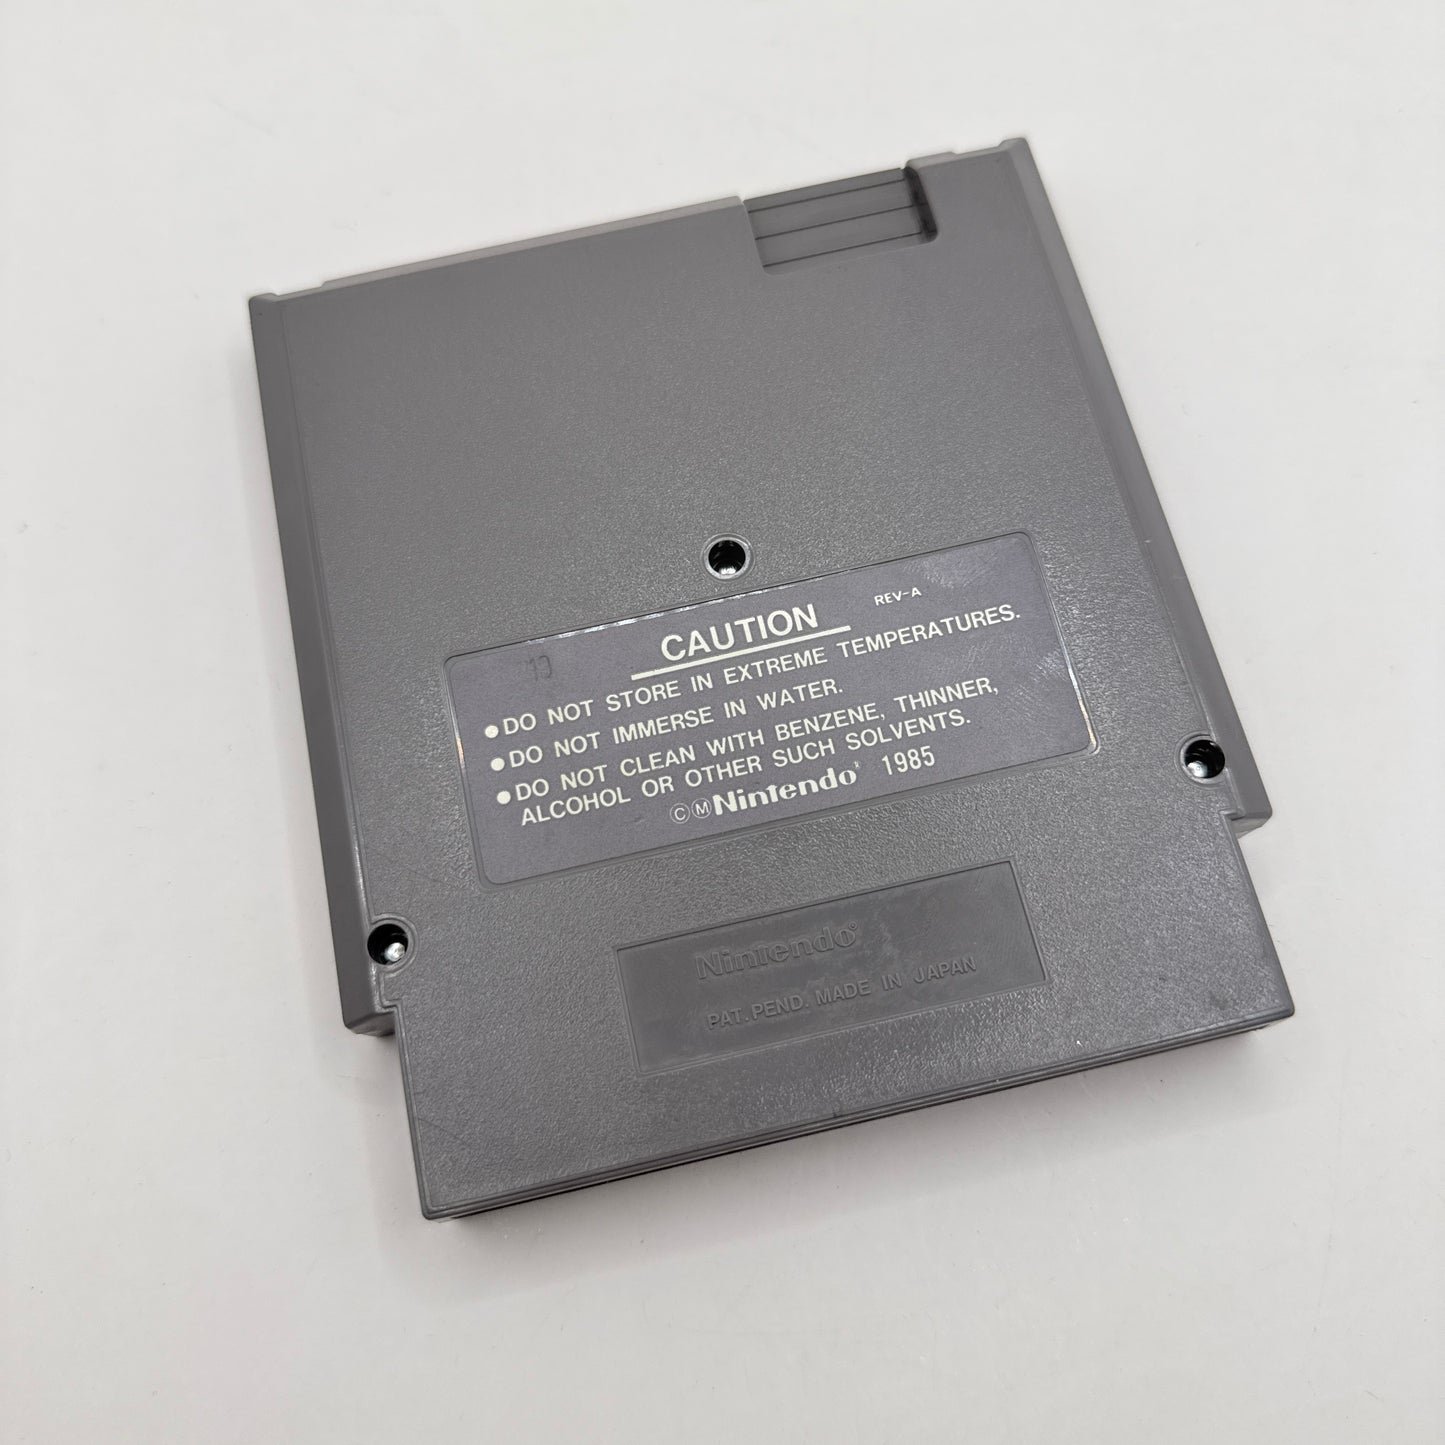 CAUTION REV-A
●DO NOT STORE IN EXTREME TEMPERATURES.
●DO NOT IMMERSE IN WATER.
●DO NOT CLEAN WITH BENZENE, THINNER,
ALCOHOL OR OTHER SUCH SOLVENTS.
ⒸⓂNintendo® 1985
Nintendo®
PAT. PEND. MADE IN JAPAN